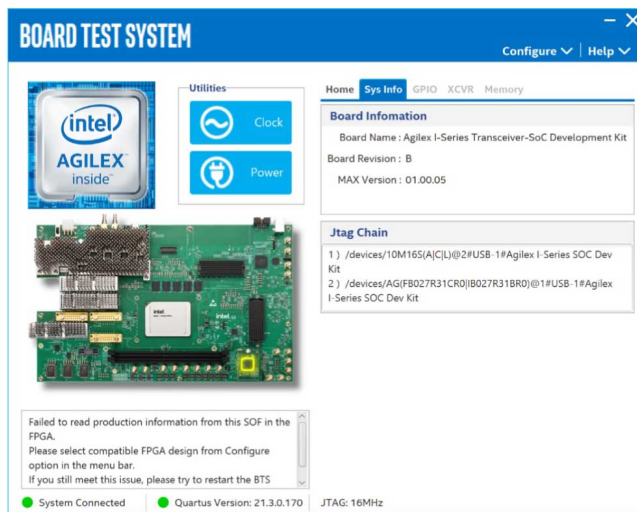 BOARD TEST SYSTEM
Configure
Help
intel
AGILEX
inside
Utilities
Clock
Power
Home
Sys Info
GPIO
XCVR
Memory
Board Infomation
Board Name : Agilex I-Series Transceiver-SoC Development Kit
Board Revision : B
MAX Version : 01.00.05
Jtag Chain
1 ) /devices/10M16S(A|C|L)@2#USB-1#Agilex I-Series SOC Dev
Kit
2 ) /devices/AG(FB027R31CR0|IB027R31BR0)@1#USB-1#Agilex
I-Series SOC Dev Kit
intel
intel
Failed to read production information from this SOF in the
FPGA.
Please select compatible FPGA design from Configure
option in the menu bar.
If you still meet this issue, please try to restart the BTS
System Connected
Quartus Version: 21.3.0.170
JTAG: 16MHz